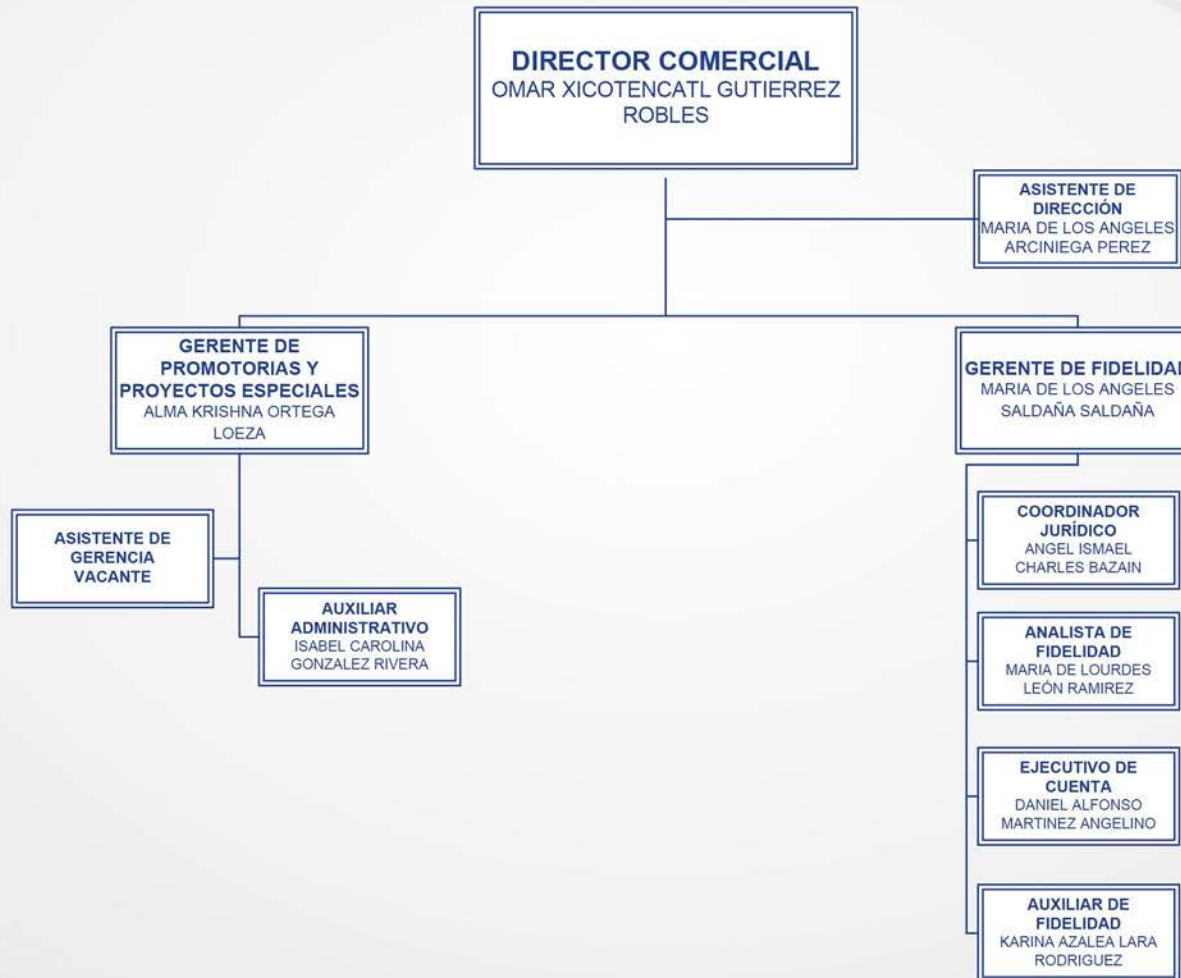 DIRECTOR COMERCIAL
OMAR XICOTENCATL GUTIERREZ
ROBLES
ASISTENTE DE
DIRECCIÓN
MARIA DE LOS ANGELES
ARCINIEGA PEREZ
GERENTE DE
PROMOTORIAS Y
PROYECTOS ESPECIALES
ALMA KRISHNA ORTEGA
LOEZA
GERENTE DE FIDELIDAD
MARIA DE LOS ANGELES
SALDAÑA SALDAÑA
ASISTENTE DE
GERENCIA
VACANTE
AUXILIAR
ADMINISTRATIVO
ISABEL CAROLINA
GONZALEZ RIVERA
COORDINADOR
JURÍDICO
ANGEL ISMAEL
CHARLES BAZAIN
ANALISTA DE
FIDELIDAD
MARIA DE LOURDES
LEÓN RAMIREZ
EJECUTIVO DE
CUENTA
DANIEL ALFONSO
MARTINEZ ANGELINO
AUXILIAR DE
FIDELIDAD
KARINA AZALEA LARA
RODRIGUEZ